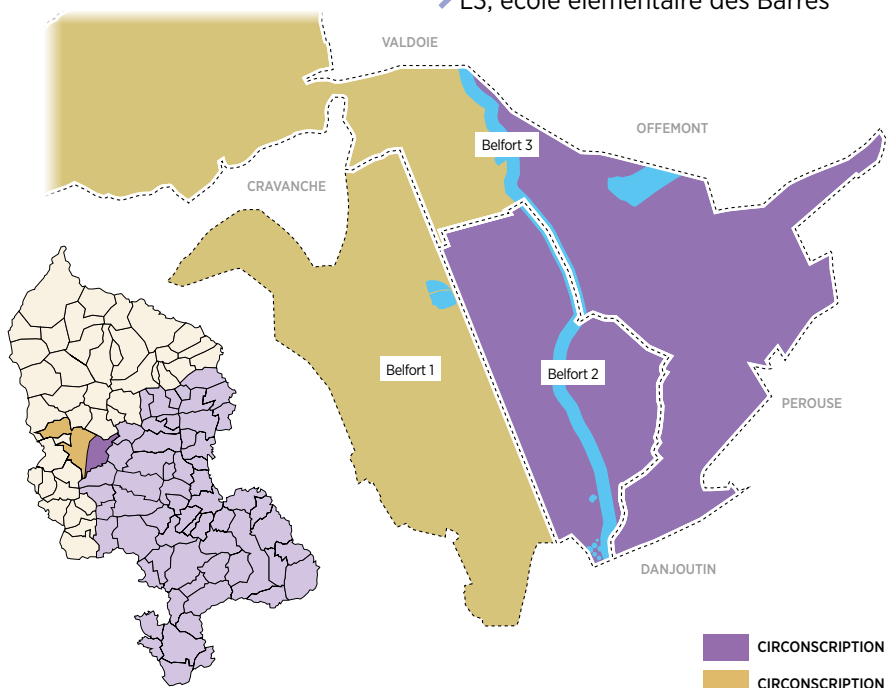 E3, école élémentaire des Barres
VALDOIE
OFFEMONT
Belfort 3
CRAVANCHE
Belfort 1
Belfort 2
PEROUSE
DANJOUTIN
CIRCONSCRIPTION
CIRCONSCRIPTION